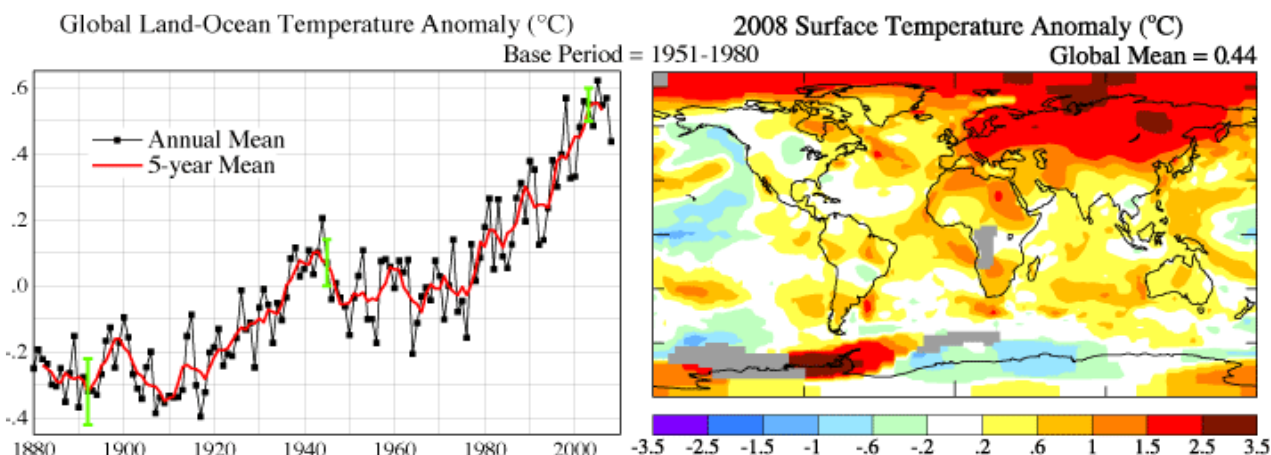 Global Land-Ocean Temperature Anomaly (°C)
2008 Surface Temperature Anomaly (°C)
Base Period = 1951-1980
Global Mean = 0.44
.6
.4
.2
.0
-.2
-.4
Annual Mean
5-year Mean
1880 1900 1920 1940 1960 1980 2000
-3.5 -2.5 -1.5 -1 -.6 -.2 .2 .6 1 1.5 2.5 3.5